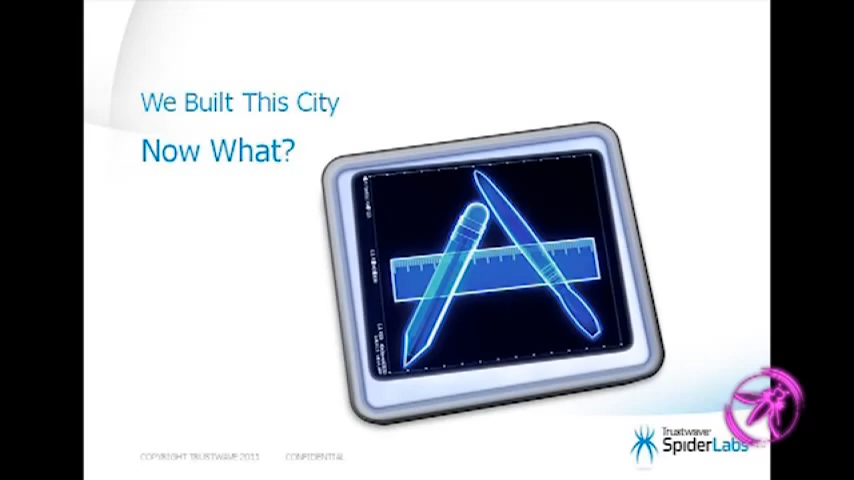 We Built This City
Now What?
Trustwave®
SpiderLabs
COPYRIGHT TRUSTWAVE 2011 CONFIDENTIAL